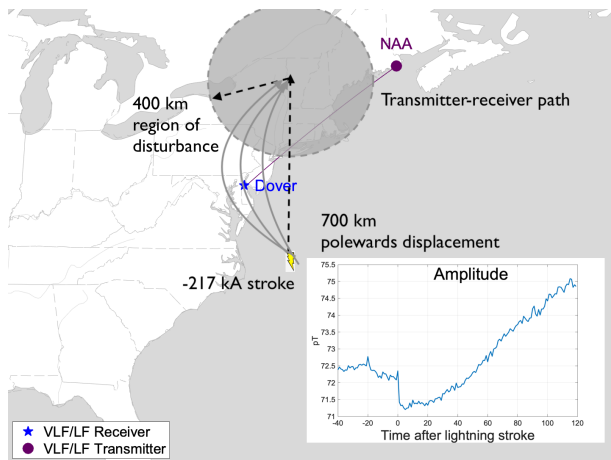 NAA
Transmitter-receiver path
400 km
region of
disturbance
Dover
700 km
polewards displacement
-217 kA stroke
Amplitude
75.5
75
74.5
74
73.5
73
72.5
72
71.5
71
pT
-40
-20
0
20
40
60
80
100
120
Time after lightning stroke
VLF/LF Receiver
VLF/LF Transmitter